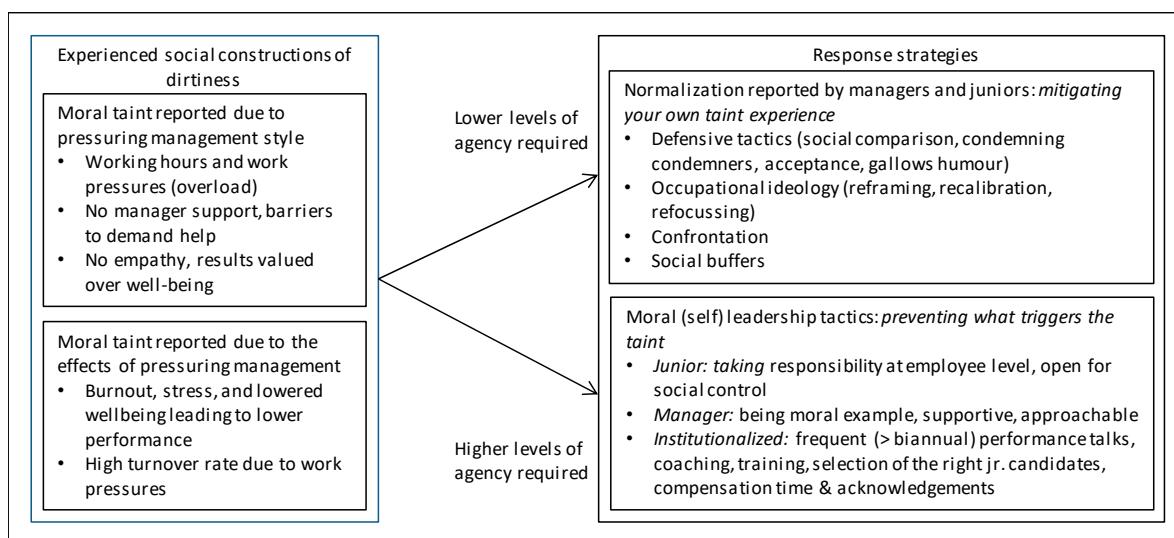 Experienced social constructions of
dirtiness
Moral taint reported due to
pressuring management style
• Working hours and work
pressures (overload)
• No manager support, barriers
to demand help
• No empathy, results valued
over well-being
Moral taint reported due to the
effects of pressuring management
• Burnout, stress, and lowered
wellbeing leading to lower
performance
• High turnover rate due to work
pressures
Lower levels of
agency required
Higher levels of
agency required
Response strategies
Normalization reported by managers and juniors: mitigating
your own taint experience
• Defensive tactics (social comparison, condemning
condemners, acceptance, gallows humour)
• Occupational ideology (reframing, recalibration,
refocussing)
• Confrontation
• Social buffers
Moral (self) leadership tactics: preventing what triggers the
taint
• Junior: taking responsibility at employee level, open for
social control
• Manager: being moral example, supportive, approachable
• Institutionalized: frequent (> biannual) performance talks,
coaching, training, selection of the right jr. candidates,
compensation time & acknowledgements